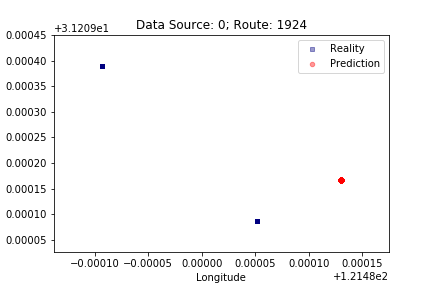 Data Source: 0; Route: 1924
+3.1209e1
0.00045
0.00040
0.00035
0.00030
0.00025
0.00020
0.00015
0.00010
0.00005
Reality
Prediction
−0.00010 −0.00005 0.00000 0.00005 0.00010 0.00015
Longitude
+1.2148e2